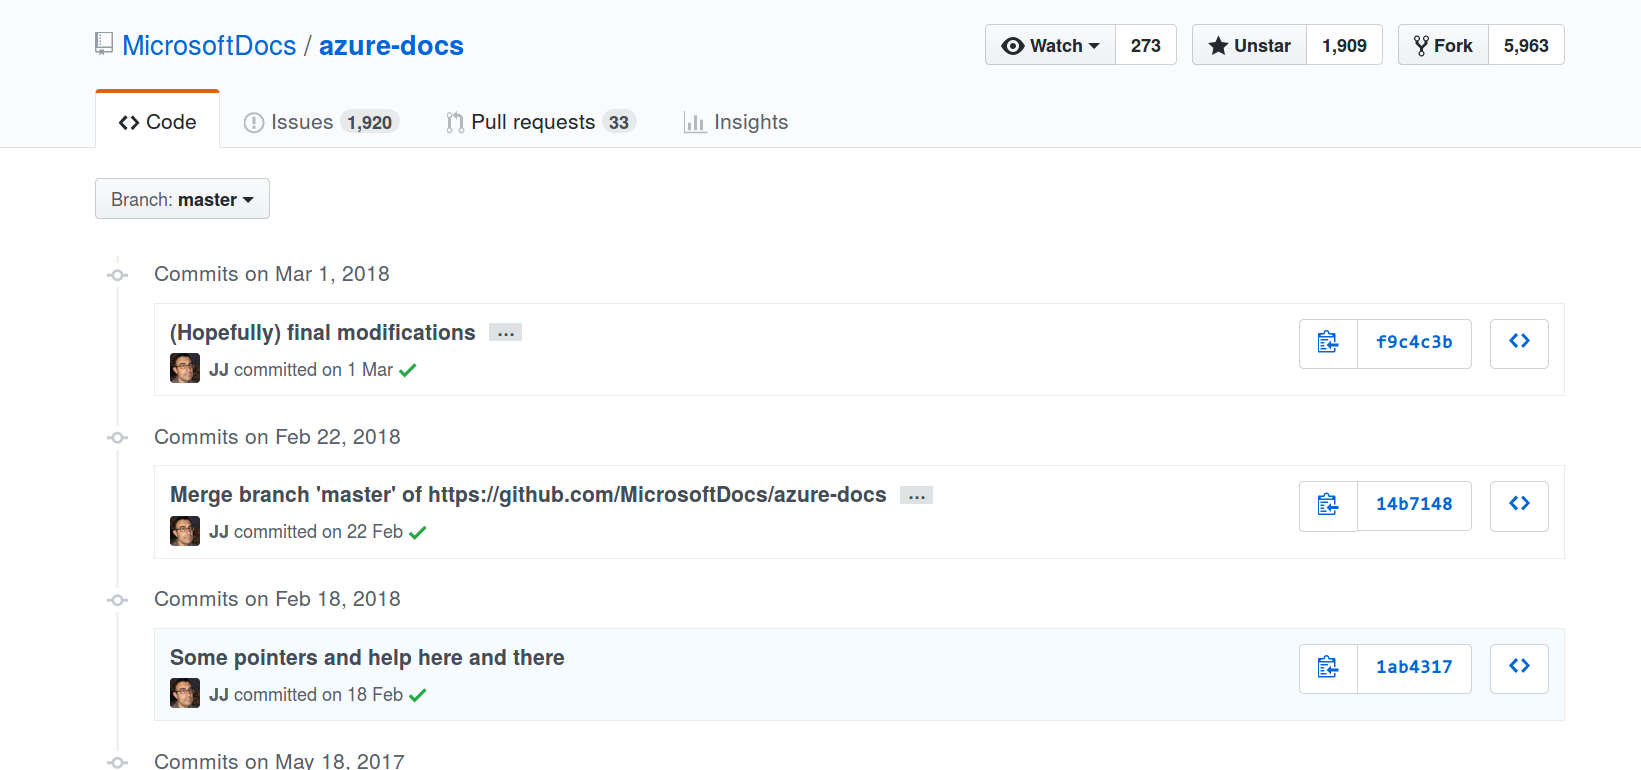 MicrosoftDocs / azure-docs
Watch 273 Unstar 1,909 Fork 5,963
Code Issues 1,920 Pull requests 33 Insights
Branch: master
Commits on Mar 1, 2018
(Hopefully) final modifications ...
f9c4c3b
JJ committed on 1 Mar
Commits on Feb 22, 2018
Merge branch 'master' of https://github.com/MicrosoftDocs/azure-docs ...
14b7148
JJ committed on 22 Feb
Commits on Feb 18, 2018
Some pointers and help here and there
1ab4317
JJ committed on 18 Feb
Commits on May 18, 2017